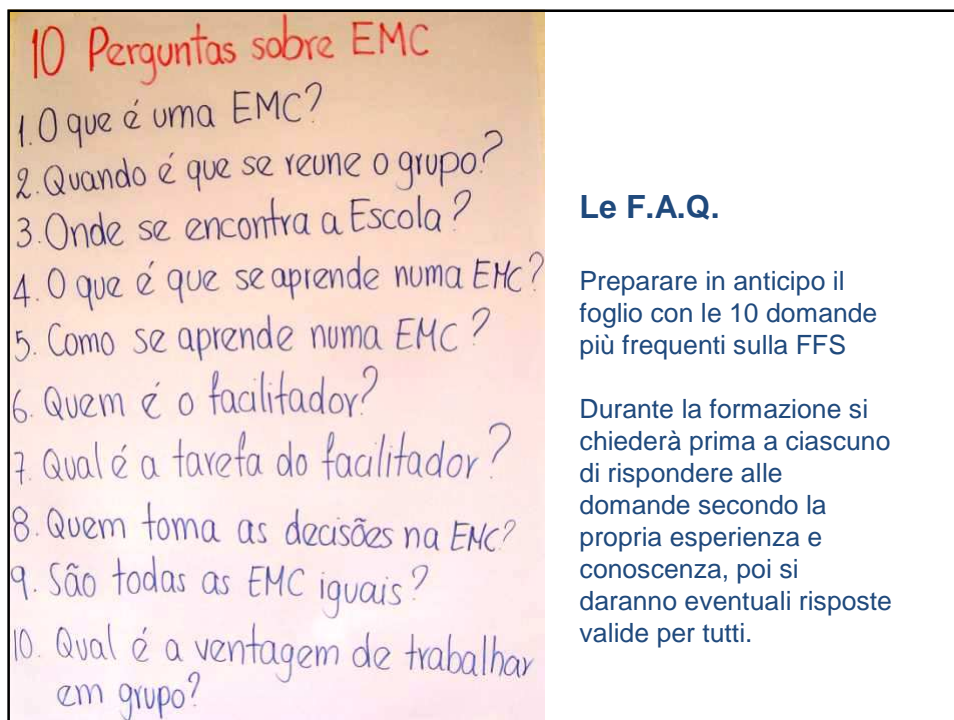 10 Perguntas sobre EMC
1. O que é uma EMC?
2. Quando é que se reune o grupo?
3. Onde se encontra a Escola?
4. O que é que se aprende numa EMC?
5. Como se aprende numa EMC?
6. Quem é o facilitador?
7. Qual é a tarefa do facilitador?
8. Quem toma as decisões na EMC?
9. São todas as EMC iguais?
10. Qual é a ventagem de trabalhar
em grupo?
Le F.A.Q.
Preparare in anticipo il
foglio con le 10 domande
più frequenti sulla FFS
Durante la formazione si
chiederà prima a ciascuno
di rispondere alle
domande secondo la
propria esperienza e
conoscenza, poi si
daranno eventuali risposte
valide per tutti.